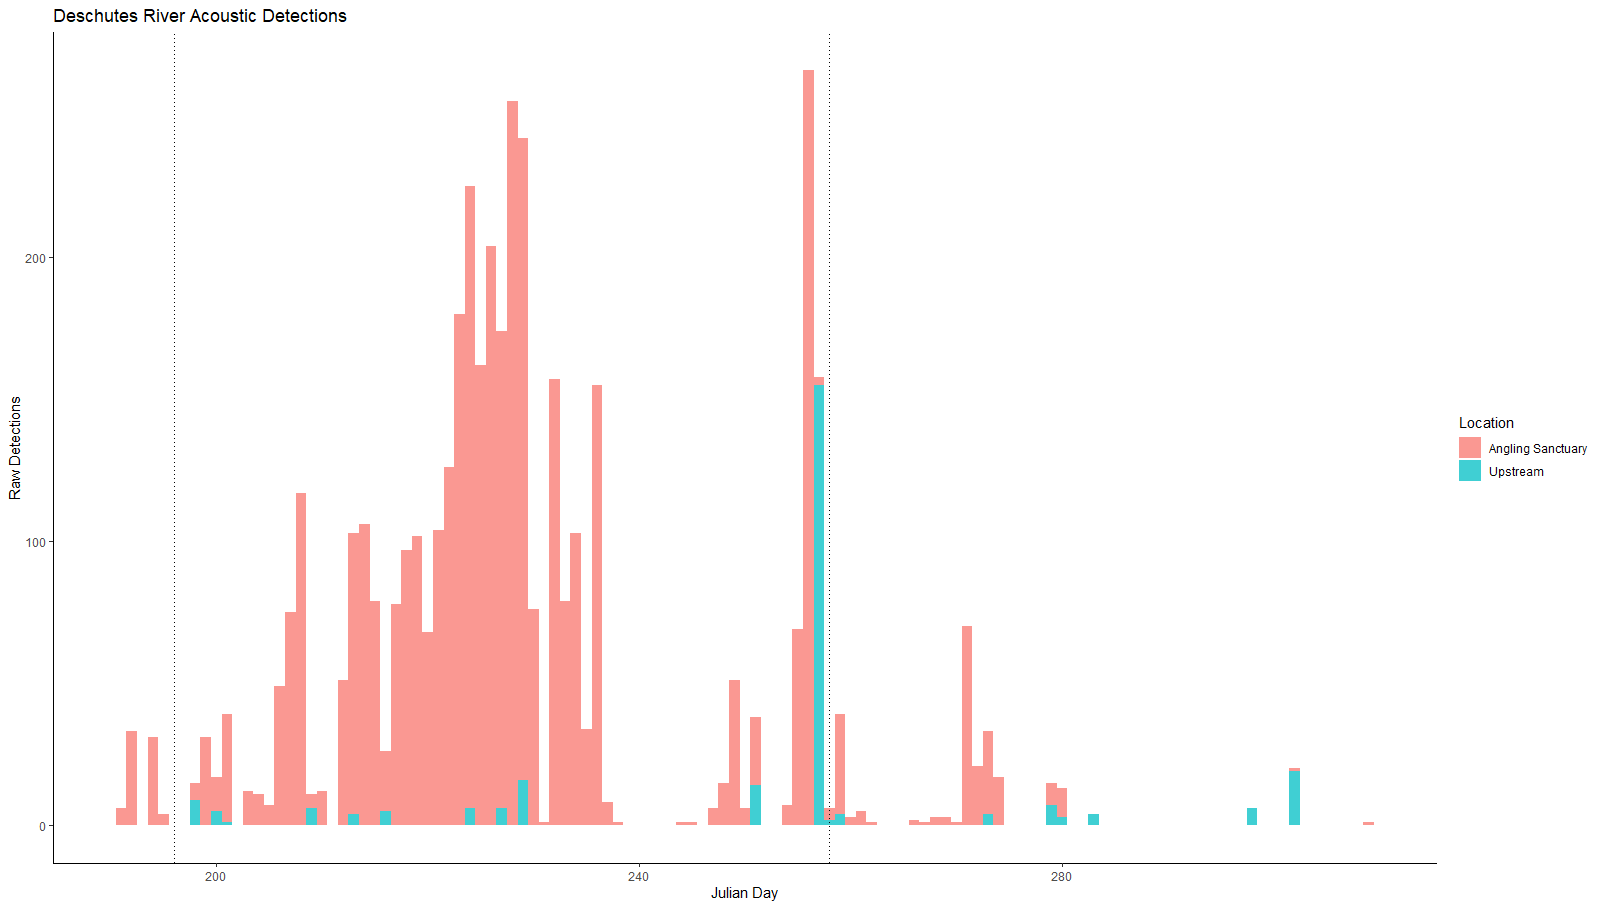 Deschutes River Acoustic Detections
Raw Detections
200
100
0
200
240
280
Julian Day
Location
Angling Sanctuary
Upstream